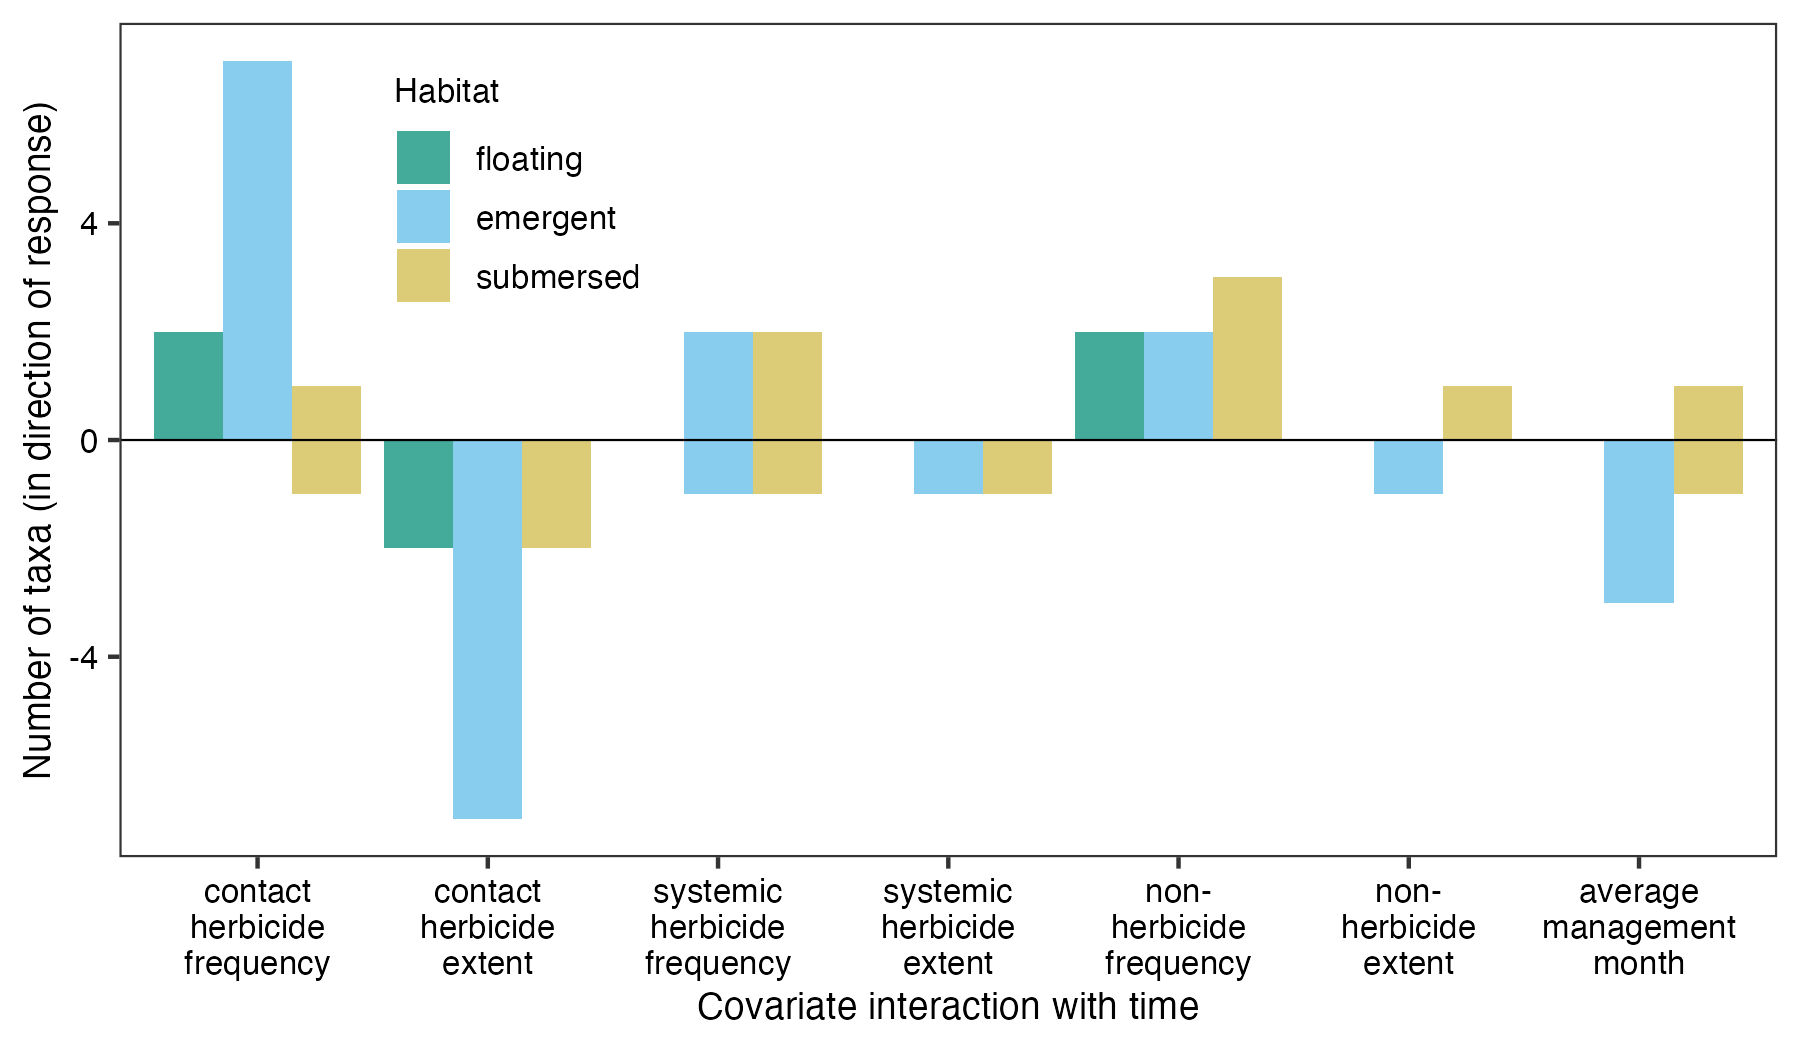 Number of taxa (in direction of response)
4
0
-4
Habitat
floating
emergent
submersed
contact
herbicide
frequency
contact
herbicide
extent
systemic
herbicide
frequency
systemic
herbicide
extent
non-
herbicide
frequency
non-
herbicide
extent
average
management
month
Covariate interaction with time